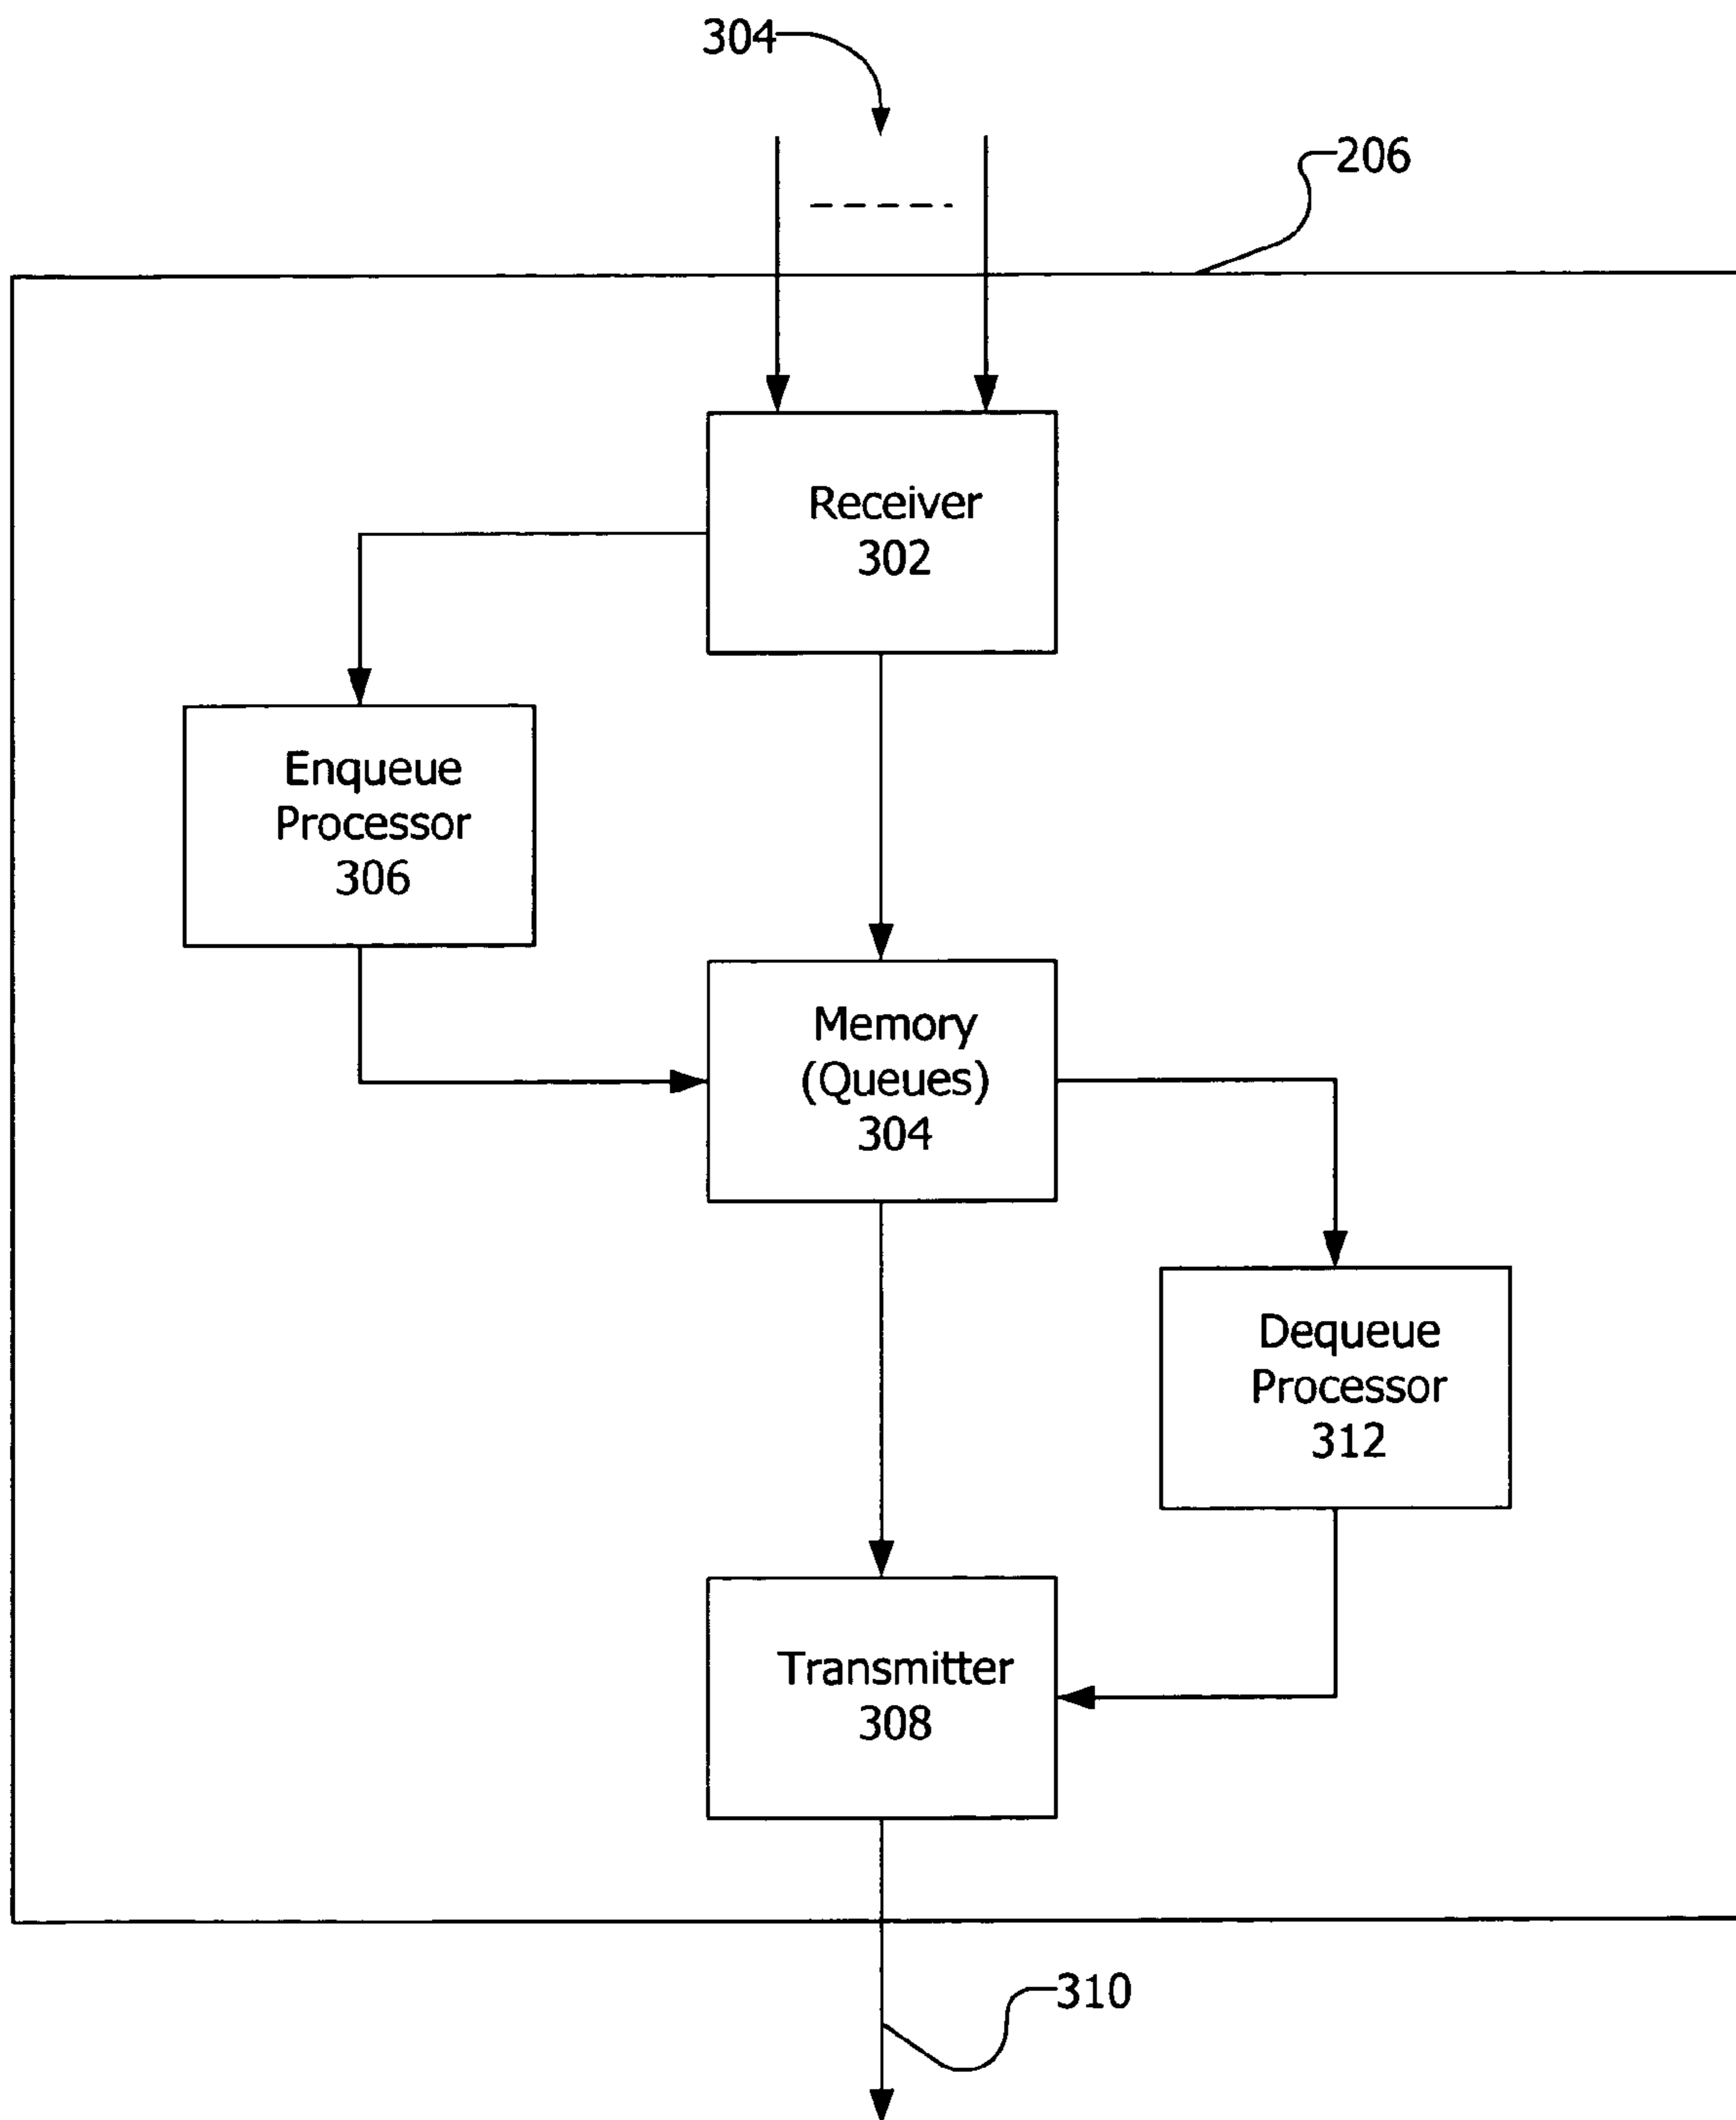 304
206
Receiver
302
Enqueue
Processor
306
Memory
(Queues)
304
Dequeue
Processor
312
Transmitter
308
310